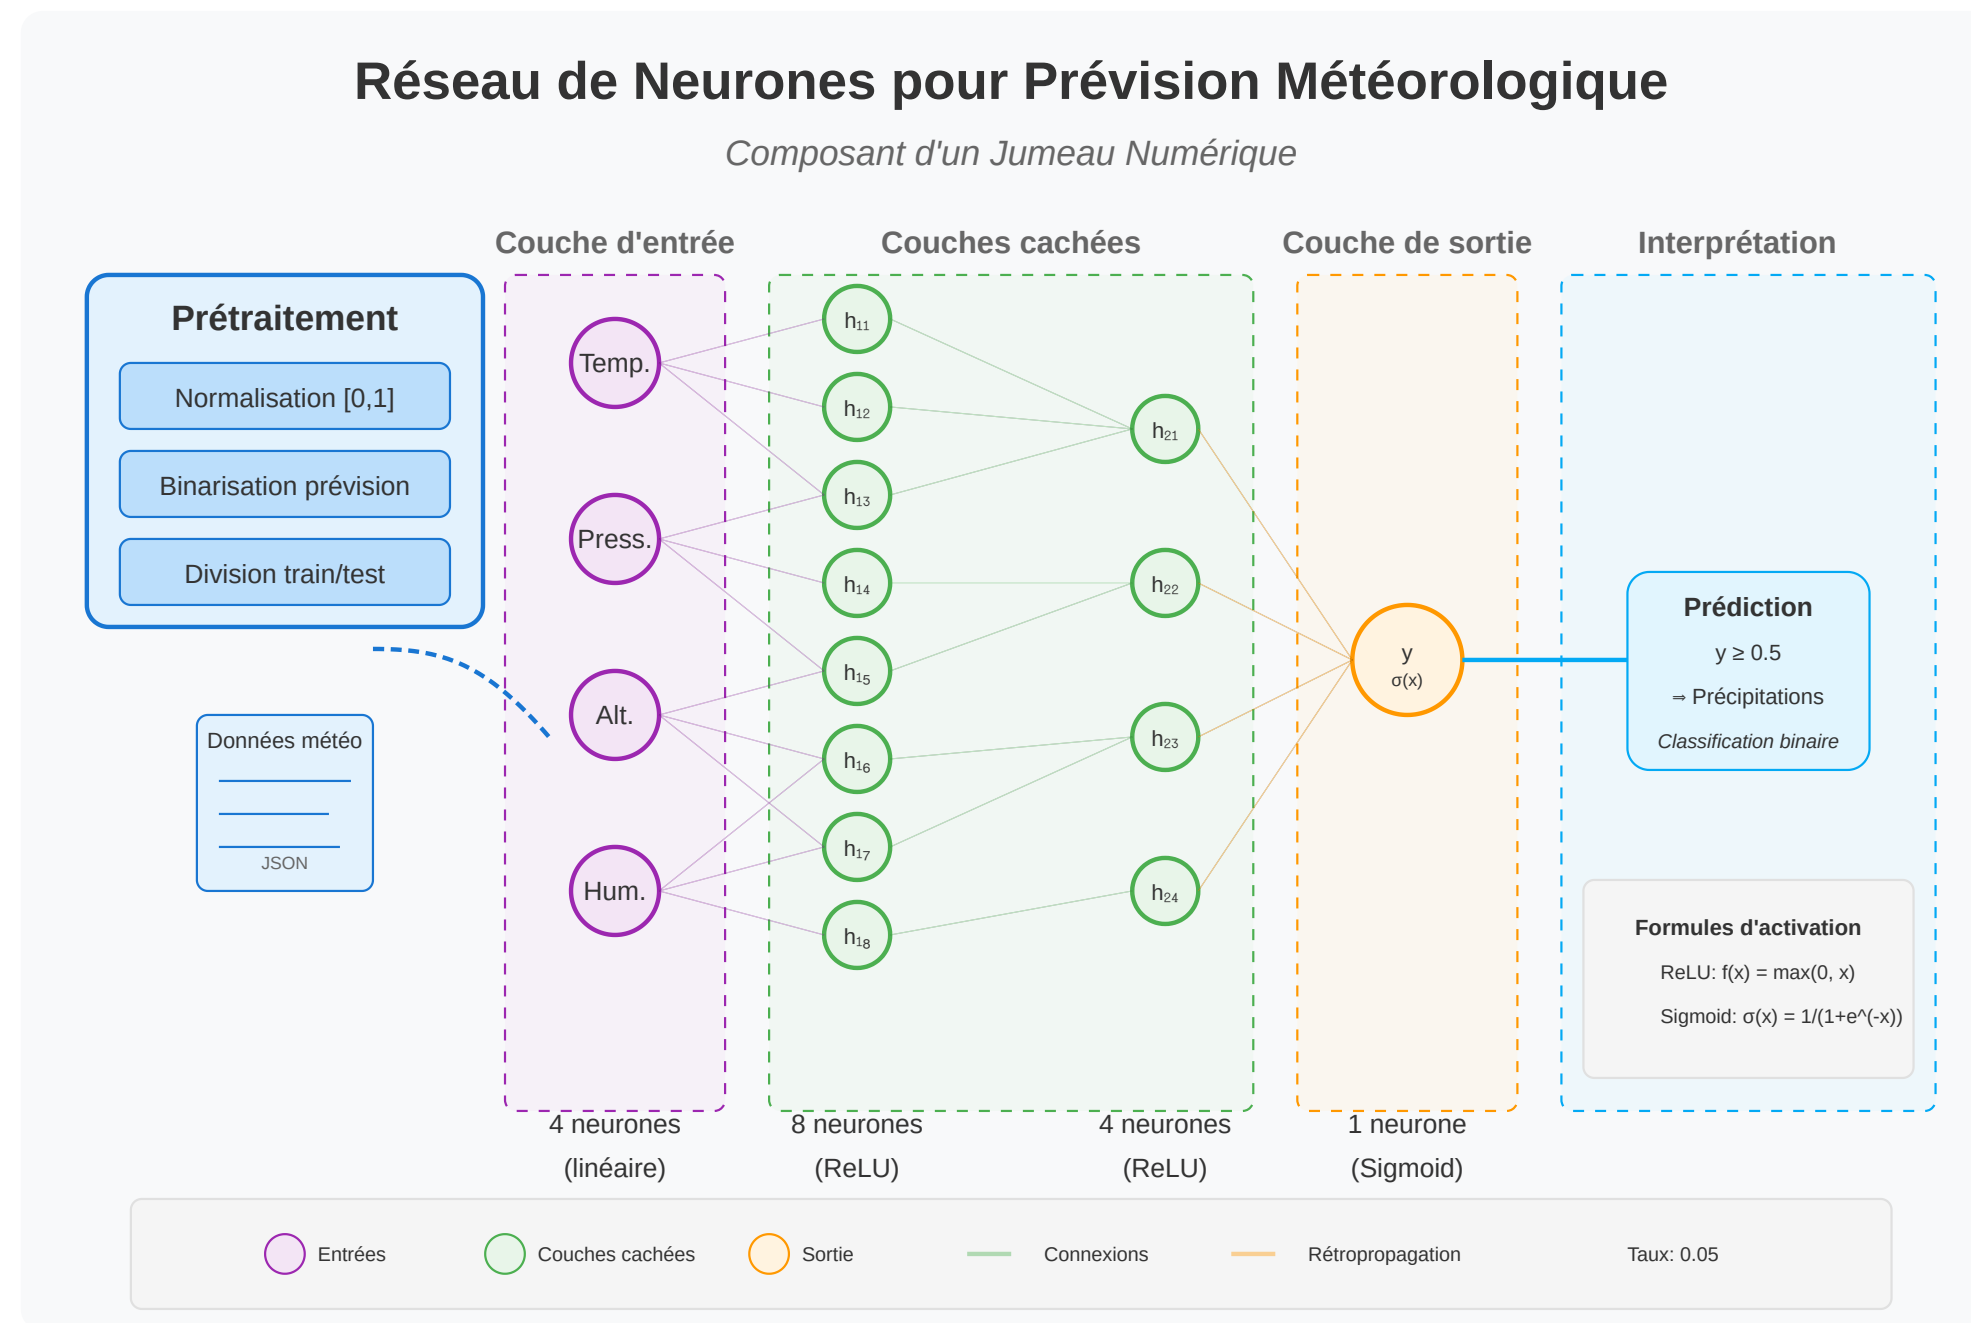 Réseau de Neurones pour Prévision Météorologique
Composant d'un Jumeau Numérique
Couche d'entrée
Couches cachées
Couche de sortie
Interprétation
Prétraitement
Normalisation [0,1]
Binarisation prévision
Division train/test
Données météo
JSON
Temp.
Press.
Alt.
Hum.
h₁₁
h₁₂
h₁₃
h₁₄
h₁₅
h₁₆
h₁₇
h₁₈
h₂₁
h₂₂
h₂₃
h₂₄
y
σ(x)
Prédiction
y ≥ 0.5
⇒ Précipitations
Classification binaire
Formules d'activation
ReLU: f(x) = max(0, x)
Sigmoid: σ(x) = 1/(1+e^(-x))
4 neurones
(linéaire)
8 neurones
(ReLU)
4 neurones
(ReLU)
1 neurone
(Sigmoid)
Entrées
Couches cachées
Sortie
Connexions
Rétropropagation
Taux: 0.05